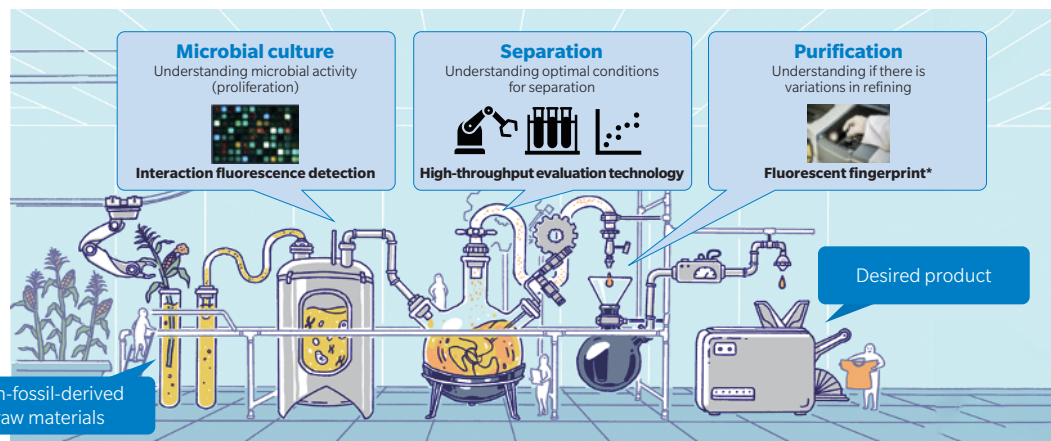 Microbial culture
Understanding microbial activity
(proliferation)
Interaction fluorescence detection
Separation
Understanding optimal conditions
for separation
High-throughput evaluation technology
Purification
Understanding if there is
variations in refining
Fluorescent fingerprint*
Desired product
n-fossil-derived
raw materials